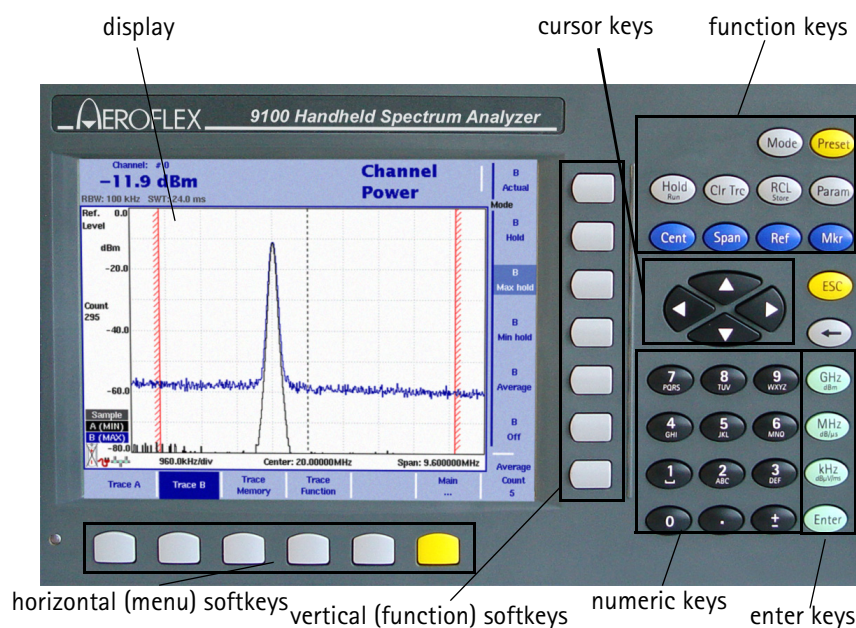 display
cursor keys
function keys
AEROFLEX
9100 Handheld Spectrum Analyzer
Channel: # 0
−11.9 dBm
Channel Power
RBW: 100 kHz SWT: 24.0 ms
Ref. Level
0.0
dBm
-20.0
Count
295
-40.0
-60.0
Sample
A (MIN)
B (MAX)
-80.0
960.0kHz/div
Center: 20.00000MHz
Span: 9.600000MHz
B Actual
Mode
B Hold
B Max hold
B Min hold
B Average
B Off
Average Count 5
Trace A
Trace B
Trace Memory
Trace Function
Main ...
Mode
Preset
Hold Run
Clr Trc
RCL Store
Param
Cent
Span
Ref
Mkr
ESC
7 PQRS
8 TUV
9 WXYZ
GHz dBm
4 GHI
5 JKL
6 MNO
MHz dB/µs
1
2 ABC
3 DEF
kHz dBµV/ms
0
.
±
Enter
horizontal (menu) softkeys
vertical (function) softkeys
numeric keys
enter keys